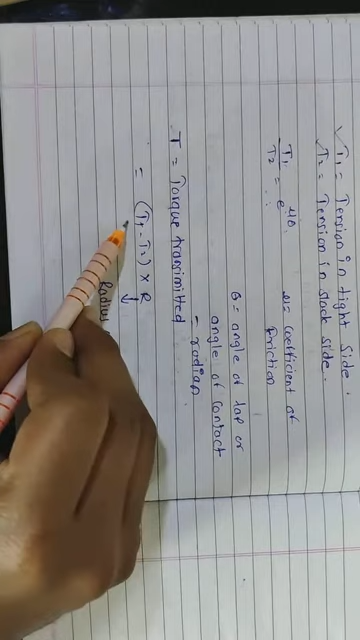 T₁ = Tension in tight side.
T₂ = Tension in slack side.
T₁/T₂ = e^μθ. μ = coefficient of
friction
θ = angle of lap or
angle of contact
= radian
T = Torque transmitted
= (T₁ - T₂) × R
↓
Radius